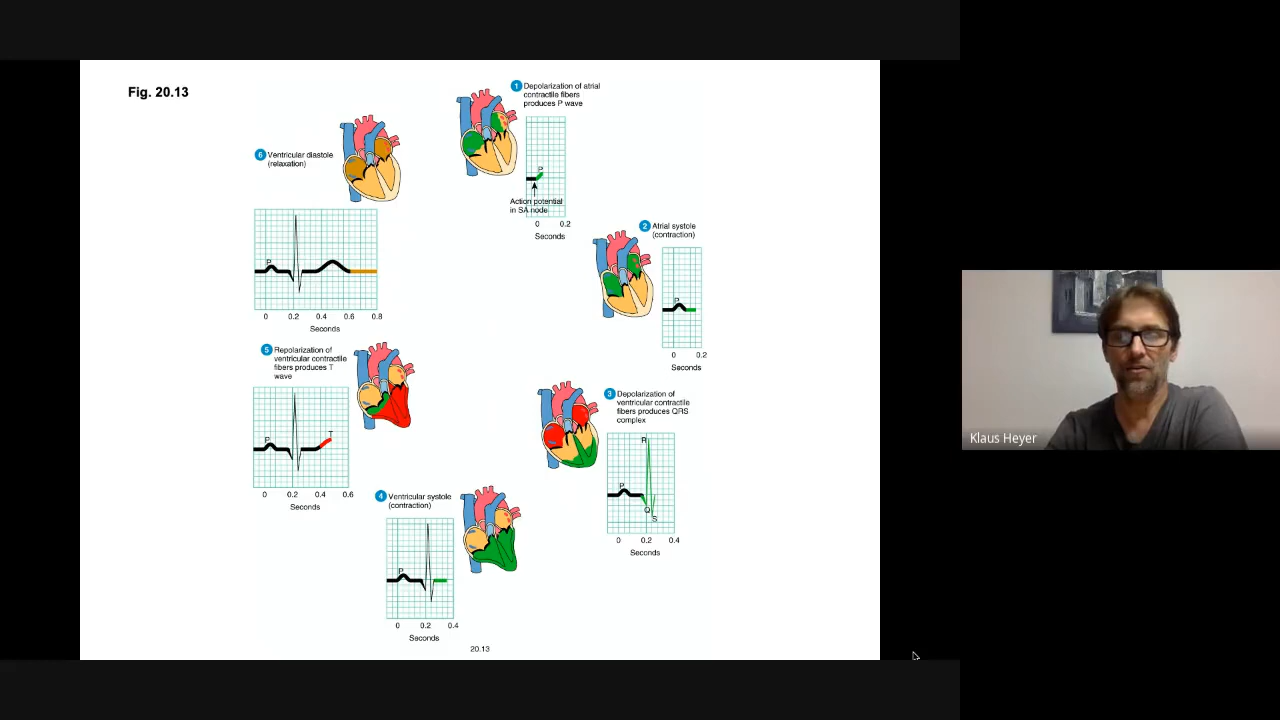 Fig. 20.13
1 Depolarization of atrial
contractile fibers
produces P wave
P
Action potential
in SA node
0 0.2
Seconds
2 Atrial systole
(contraction)
P
0 0.2
Seconds
3 Depolarization of
ventricular contractile
fibers produces QRS
complex
R
P
Q
S
0 0.2 0.4
Seconds
4 Ventricular systole
(contraction)
P
0 0.2 0.4
Seconds
5 Repolarization of
ventricular contractile
fibers produces T
wave
T
P
0 0.2 0.4 0.6
Seconds
6 Ventricular diastole
(relaxation)
P
0 0.2 0.4 0.6 0.8
Seconds
20.13
Klaus Heyer